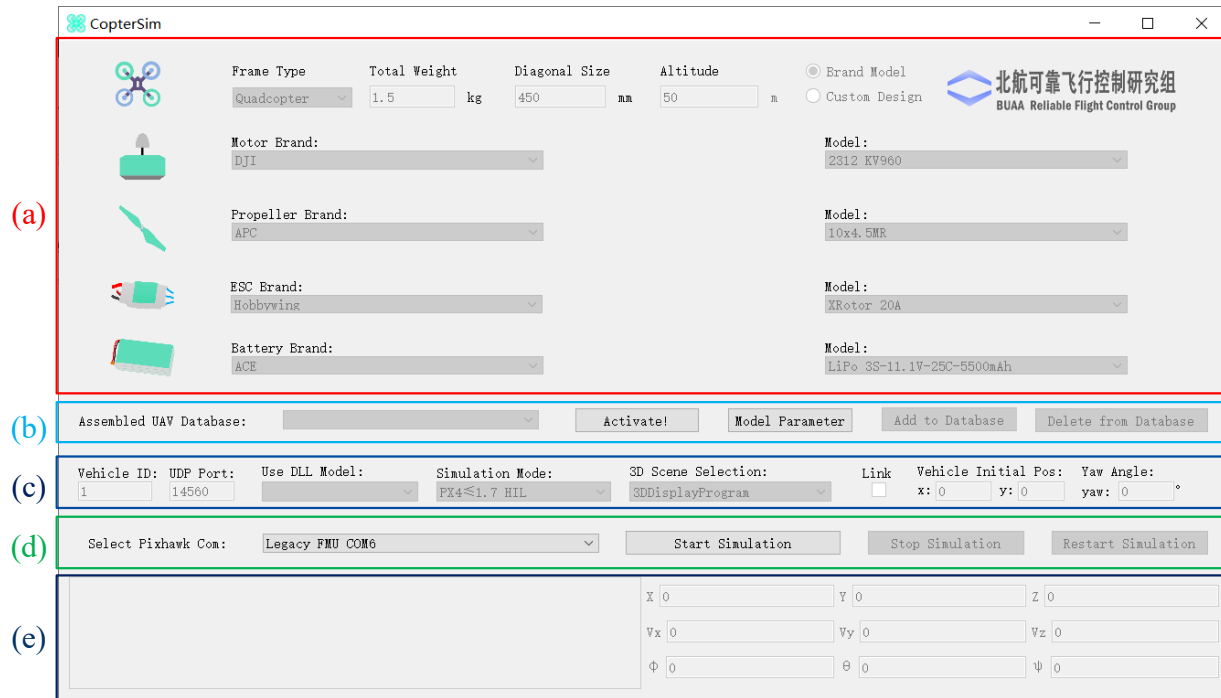 CopterSim
Frame Type Total Weight Diagonal Size Altitude Brand Model
Quadcopter 1.5 kg 450 mm 50 m Custom Design
北航可靠飞行控制研究组
BUAA Reliable Flight Control Group
Motor Brand: Model:
DJI 2312 KV960
(a)
Propeller Brand: Model:
APC 10x4.5MR
ESC Brand: Model:
Hobbywing XRotor 20A
Battery Brand: Model:
ACE LiPo 3S-11.1V-25C-5500mAh
(b) Assembled UAV Database: Activate! Model Parameter Add to Database Delete from Database
(c) Vehicle ID: UDP Port: Use DLL Model: Simulation Mode: 3D Scene Selection: Link Vehicle Initial Pos: Yaw Angle:
1 14560 PX4≤1.7 HIL 3DDisplayProgram x: 0 y: 0 yaw: 0 °
(d) Select Pixhawk Com: Legacy FMU COM6 Start Simulation Stop Simulation Restart Simulation
(e) X 0 Y 0 Z 0
Vx 0 Vy 0 Vz 0
Φ 0 θ 0 ψ 0